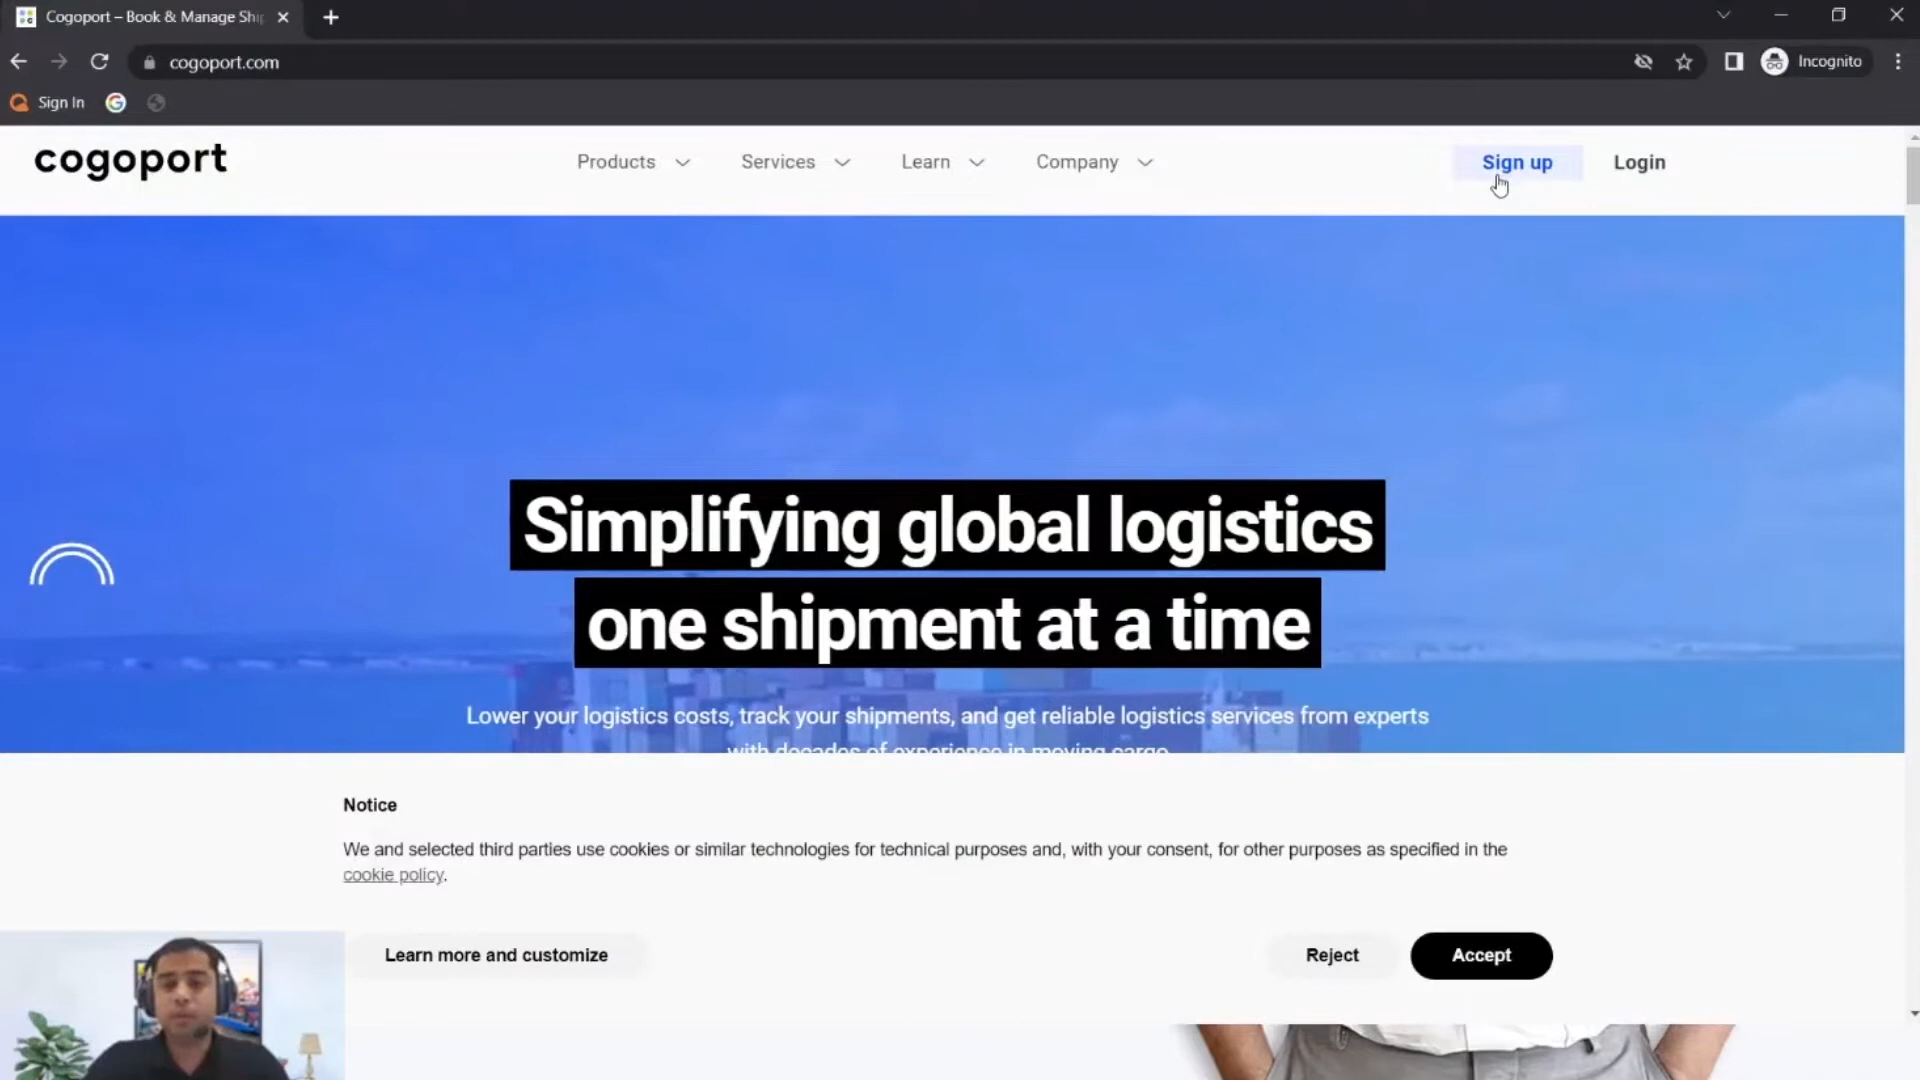 Cogoport – Book & Manage Shi
cogoport.com
Incognito
Sign In
cogoport
Products
Services
Learn
Company
Sign up
Login
Simplifying global logistics
one shipment at a time
Lower your logistics costs, track your shipments, and get reliable logistics services from experts
with decades of experience in moving cargo
Notice
We and selected third parties use cookies or similar technologies for technical purposes and, with your consent, for other purposes as specified in the
cookie policy.
Learn more and customize
Reject
Accept